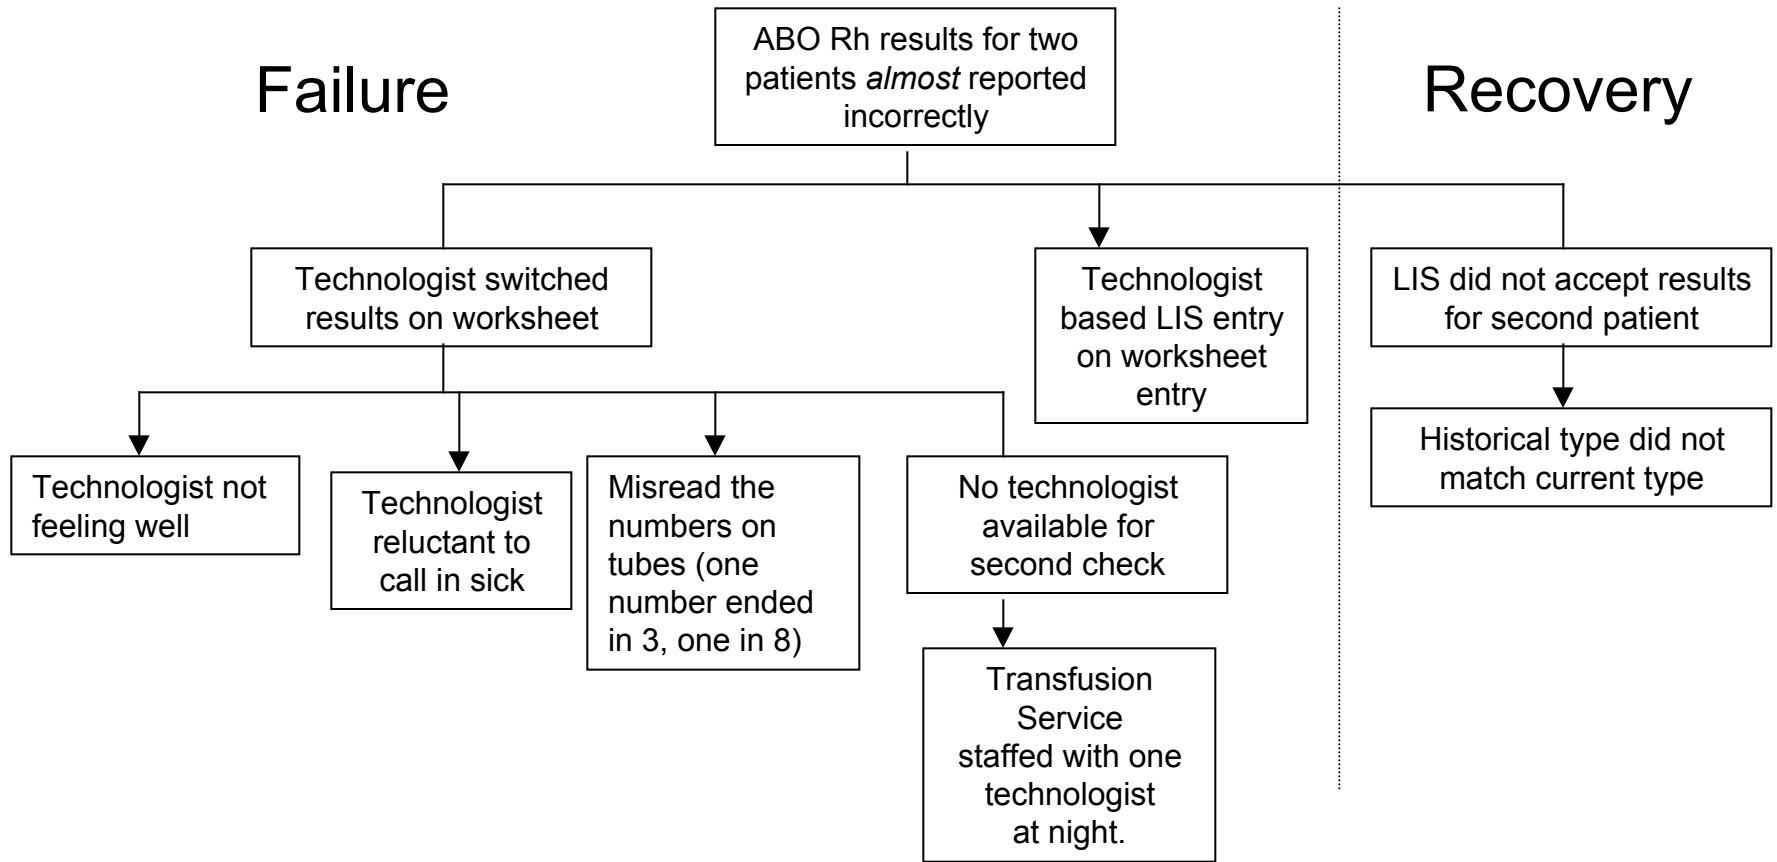 Failure
ABO Rh results for two
patients almost reported
incorrectly
Recovery
Technologist switched
results on worksheet
Technologist
based LIS entry
on worksheet
entry
LIS did not accept results
for second patient
Technologist not
feeling well
Technologist
reluctant to
call in sick
Misread the
numbers on
tubes (one
number ended
in 3, one in 8)
No technologist
available for
second check
Historical type did not
match current type
Transfusion
Service
staffed with one
technologist
at night.